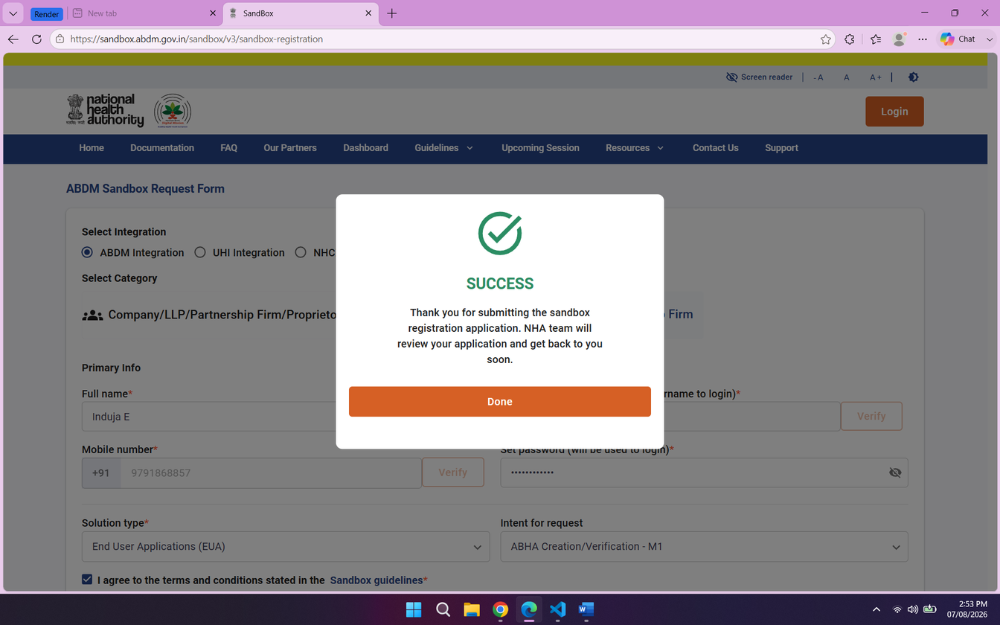 Render
New tab
SandBox
https://sandbox.abdm.gov.in/sandbox/v3/sandbox-registration
Chat
Screen reader
- A
A
A +
national
health
authority
Login
Home
Documentation
FAQ
Our Partners
Dashboard
Guidelines
Upcoming Session
Resources
Contact Us
Support
ABDM Sandbox Request Form
Select Integration
ABDM Integration
UHI Integration
NHC
Select Category
Company/LLP/Partnership Firm/Proprieto
Firm
SUCCESS
Thank you for submitting the sandbox
registration application. NHA team will
review your application and get back to you
soon.
Done
Primary Info
Full name*
rname to login)*
Induja E
Verify
Mobile number*
Set password (will be used to login)*
+91
9791868857
Verify
••••••••••••
Solution type*
Intent for request
End User Applications (EUA)
ABHA Creation/Verification - M1
I agree to the terms and conditions stated in the Sandbox guidelines*
2:53 PM
07/08/2026